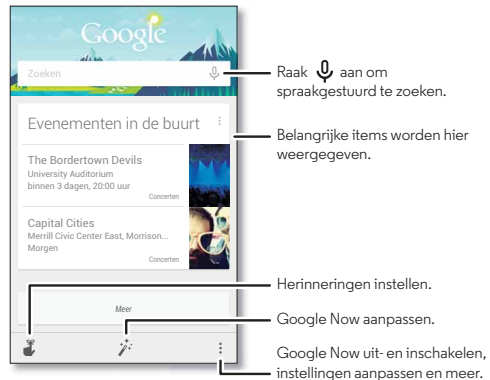 Google
Zoeken
Raak aan om
spraakgestuurd te zoeken.
Evenementen in de buurt
Belangrijke items worden hier
weergegeven.
The Bordertown Devils
University Auditorium
binnen 3 dagen, 20:00 uur
Concerten
Capital Cities
Merrill Civic Center East, Morrison...
Morgen
Concerten
Meer
Herinneringen instellen.
Google Now aanpassen.
Google Now uit- en inschakelen,
instellingen aanpassen en meer.